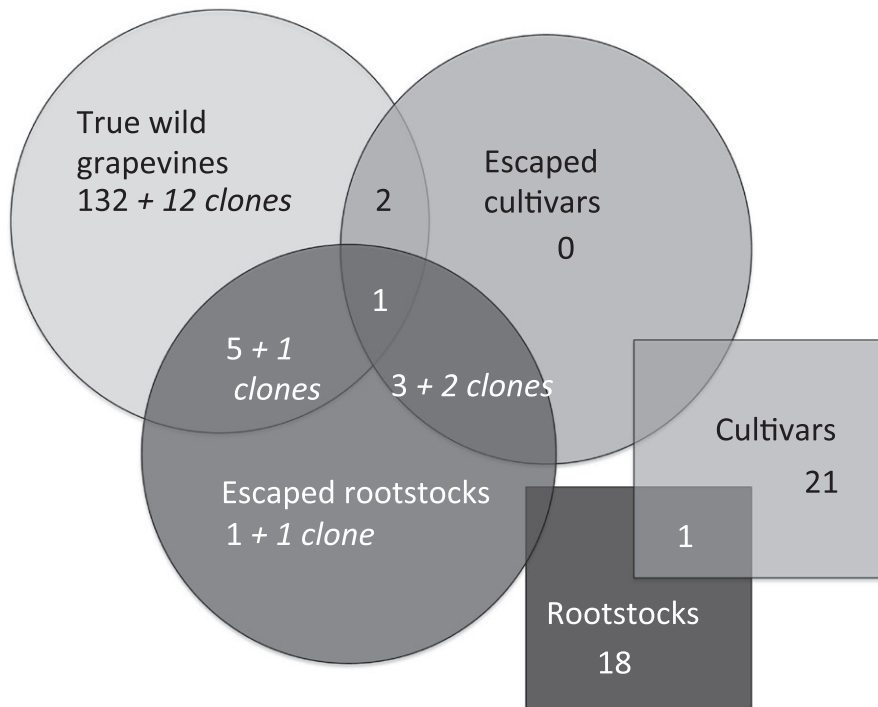 True wild
grapevines
132 + 12 clones
2
Escaped
cultivars
0
1
5 + 1
clones
3 + 2 clones
Cultivars
21
Escaped rootstocks
1 + 1 clone
1
Rootstocks
18